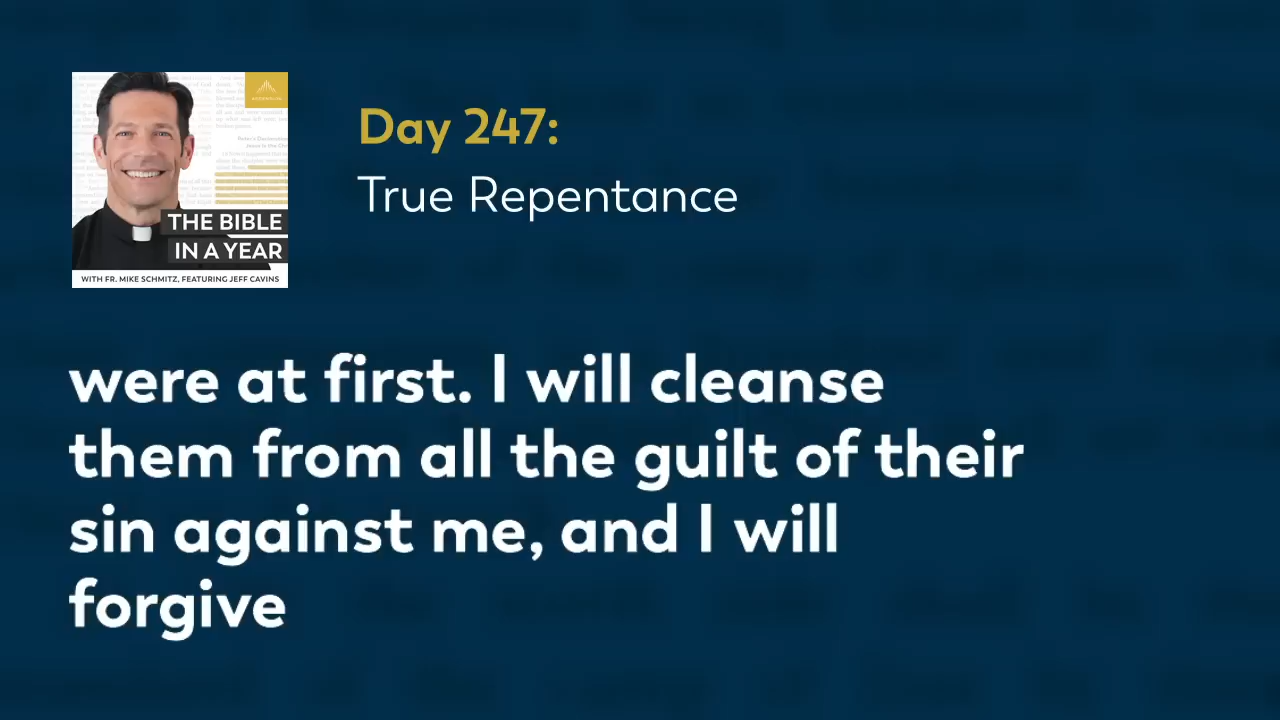 Day 247:
True Repentance
THE BIBLE
IN A YEAR
WITH FR. MIKE SCHMITZ, FEATURING JEFF CAVINS
were at first. I will cleanse
them from all the guilt of their
sin against me, and I will
forgive